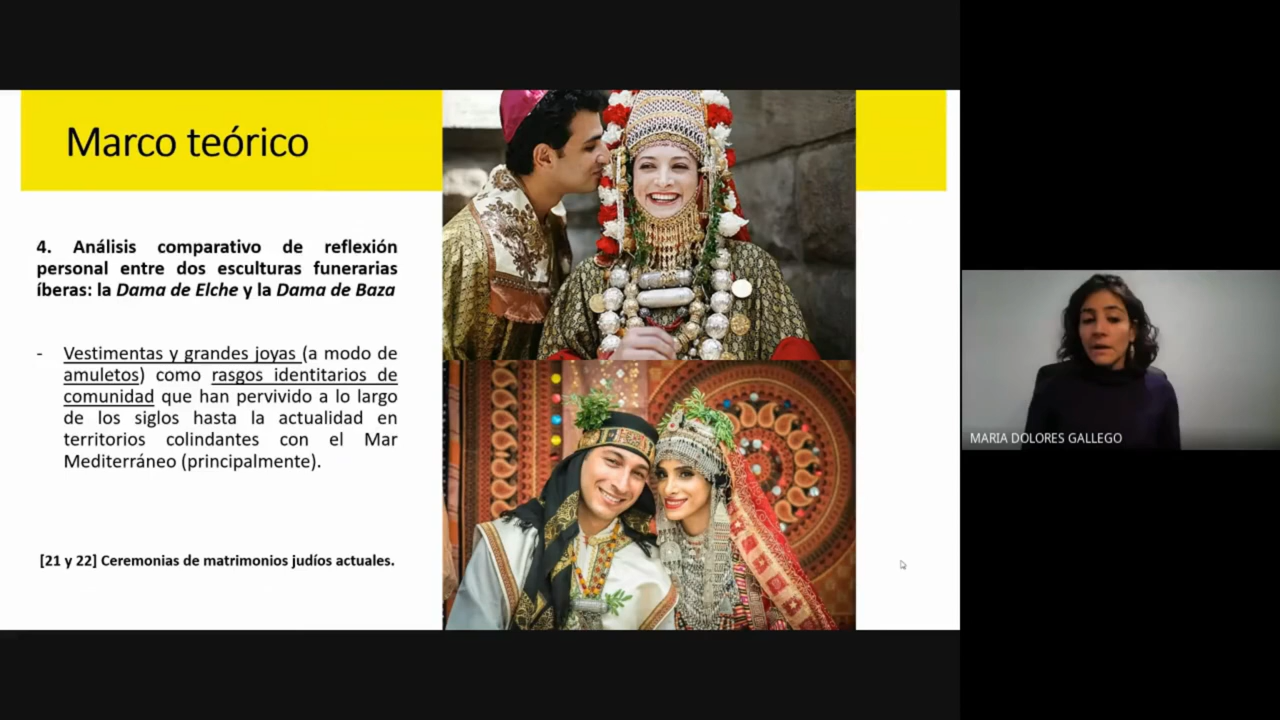 Marco teórico
4. Análisis comparativo de reflexión
personal entre dos esculturas funerarias
íberas: la Dama de Elche y la Dama de Baza
- Vestimentas y grandes joyas (a modo de
amuletos) como rasgos identitarios de
comunidad que han pervivido a lo largo
de los siglos hasta la actualidad en
territorios colindantes con el Mar
Mediterráneo (principalmente).
[21 y 22] Ceremonias de matrimonios judíos actuales.
MARIA DOLORES GALLEGO